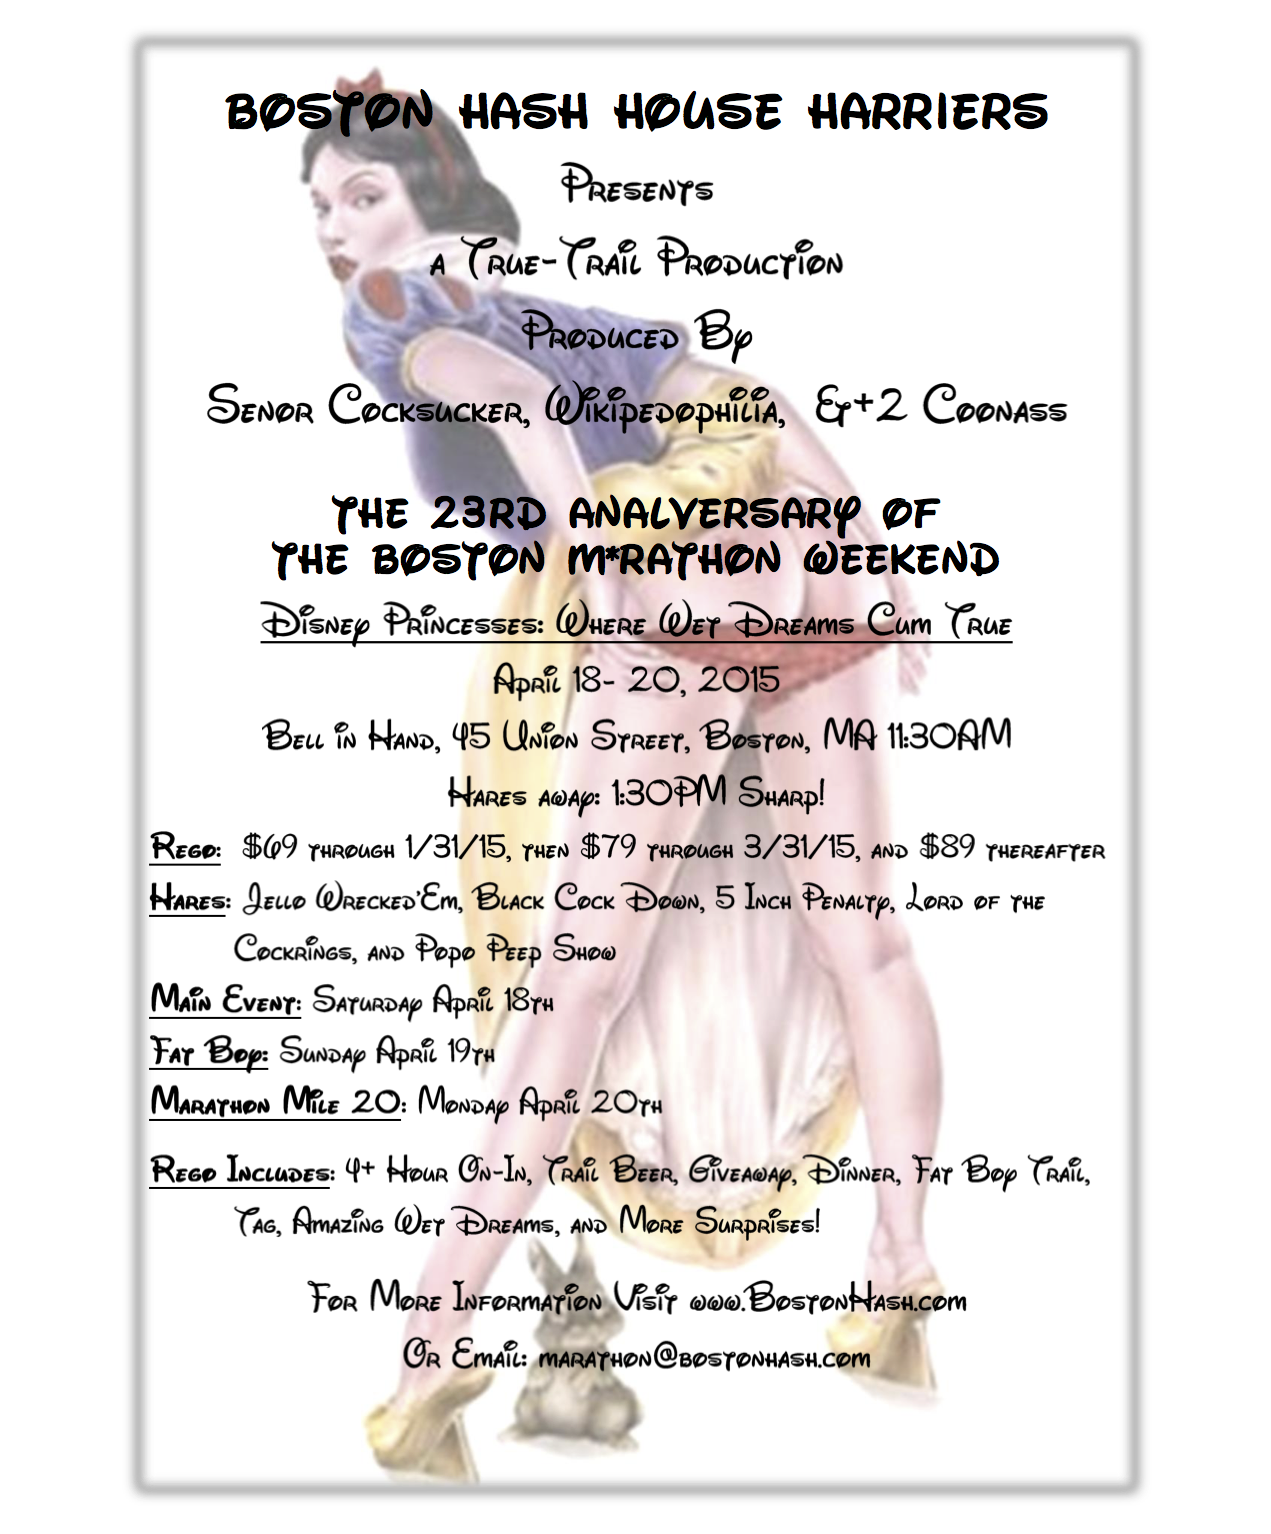 BOSTON HASH HOUSE HARRIERS
Presents
a True-Trail Production
Produced By
Senor Cocksucker, Wikipedophilia, &+2 Coonass
THE 23RD ANALVERSARY OF
THE BOSTON M*RATHON WEEKEND
Disney Princesses: Where Wet Dreams Cum True
April 18- 20, 2015
Bell in Hand, 45 Union Street, Boston, MA 11:30AM
Hares away: 1:30PM Sharp!
Rego: $69 through 1/31/15, then $79 through 3/31/15, and $89 thereafter
Hares: Jello Wrecked'Em, Black Cock Down, 5 Inch Penalty, Lord of the
Cockrings, and Popo Peep Show
Main Event: Saturday April 18th
Fat Boy: Sunday April 19th
Marathon Mile 20: Monday April 20th
Rego Includes: 4+ Hour On-In, Trail Beer, Giveaway, Dinner, Fat Boy Trail,
Tag, Amazing Wet Dreams, and More Surprises!
For More Information Visit www.BostonHash.com
Or Email: marathon@bostonhash.com